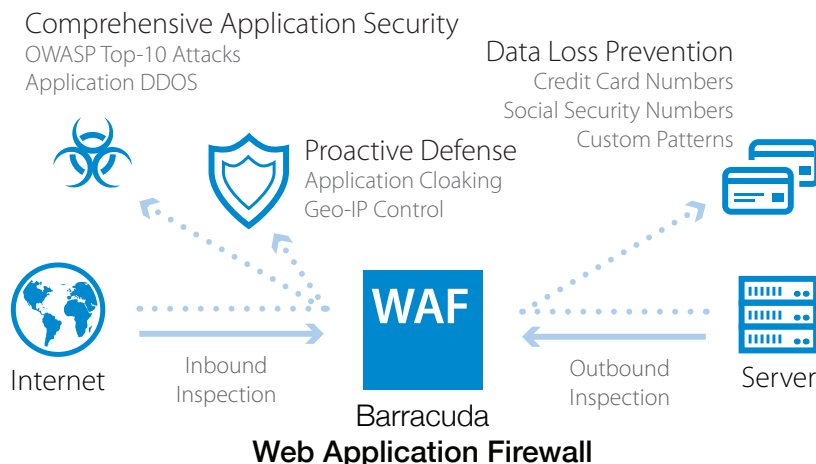 Comprehensive Application Security
OWASP Top-10 Attacks
Application DDOS
Data Loss Prevention
Credit Card Numbers
Social Security Numbers
Custom Patterns
Proactive Defense
Application Cloaking
Geo-IP Control
WAF
Internet
Inbound
Inspection
Outbound
Inspection
Server
Barracuda
Web Application Firewall